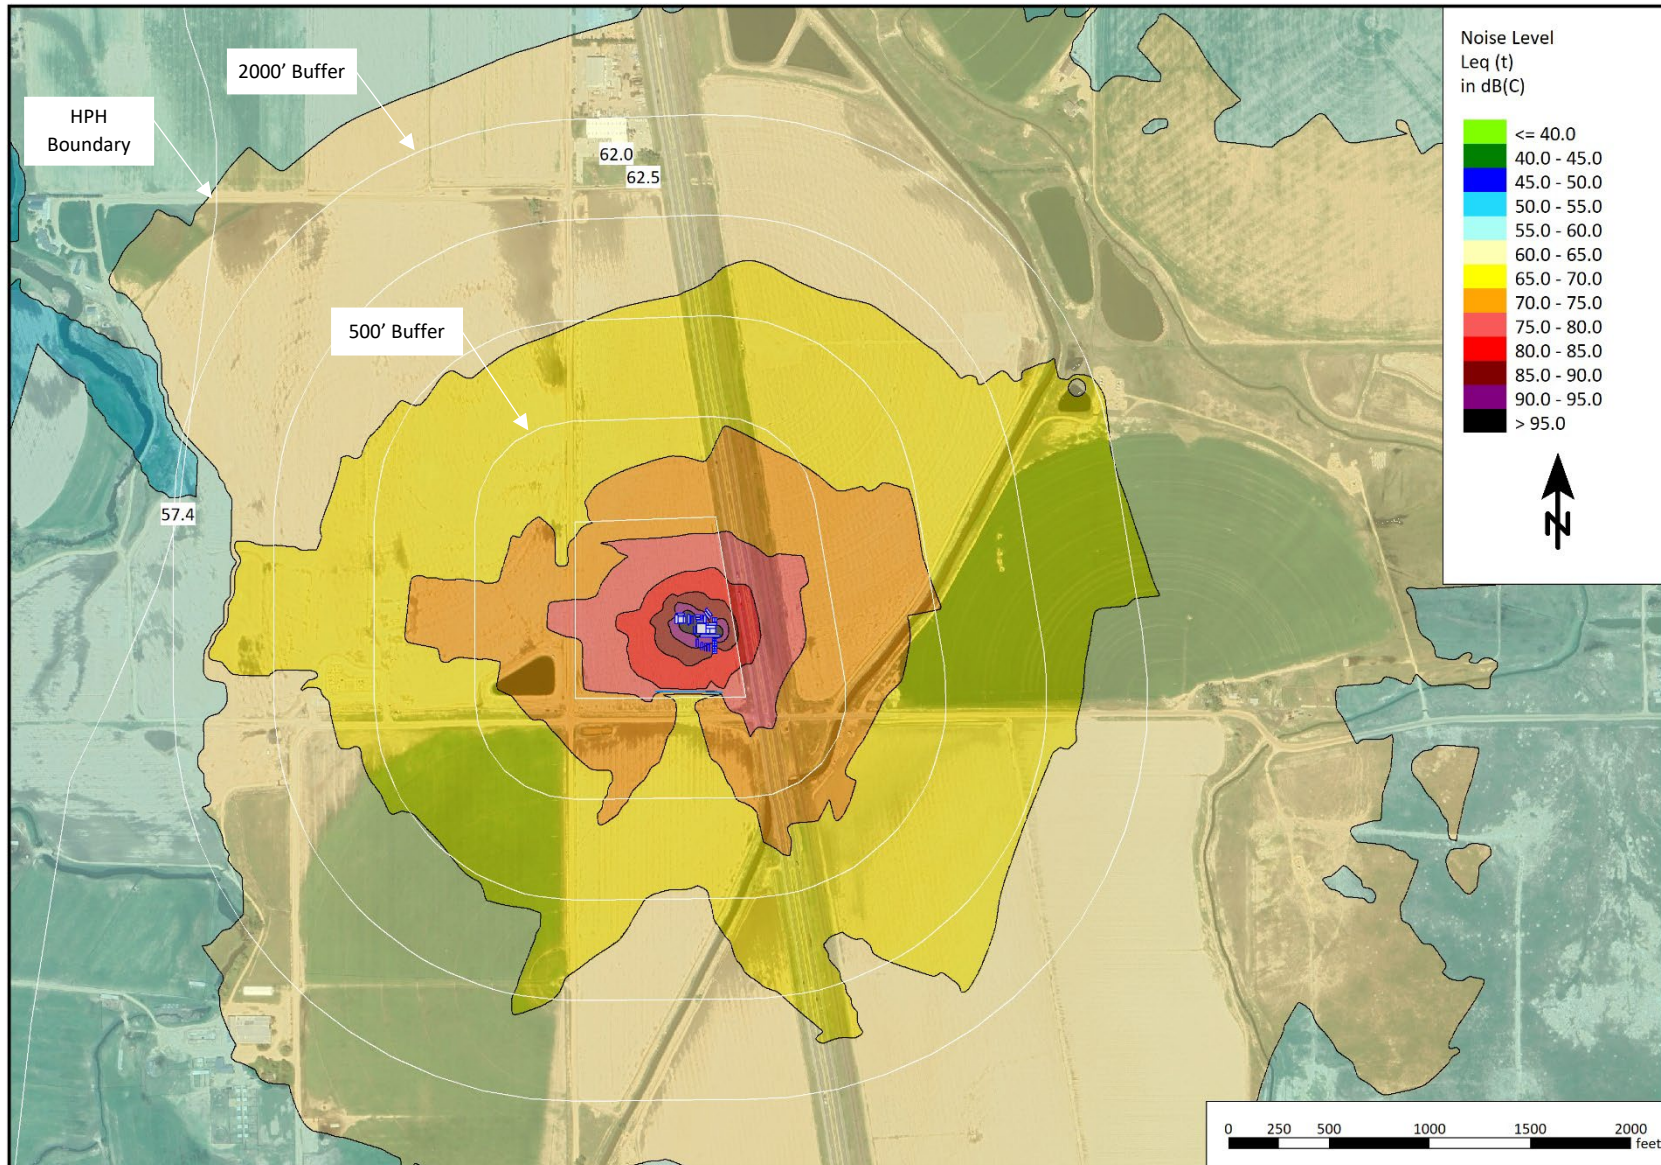 2000' Buffer
HPH
Boundary
62.0
62.5
500' Buffer
57.4
Noise Level
Leq (t)
in dB(C)
<= 40.0
40.0 - 45.0
45.0 - 50.0
50.0 - 55.0
55.0 - 60.0
60.0 - 65.0
65.0 - 70.0
70.0 - 75.0
75.0 - 80.0
80.0 - 85.0
85.0 - 90.0
90.0 - 95.0
> 95.0
N
0 250 500 1000 1500 2000
feet